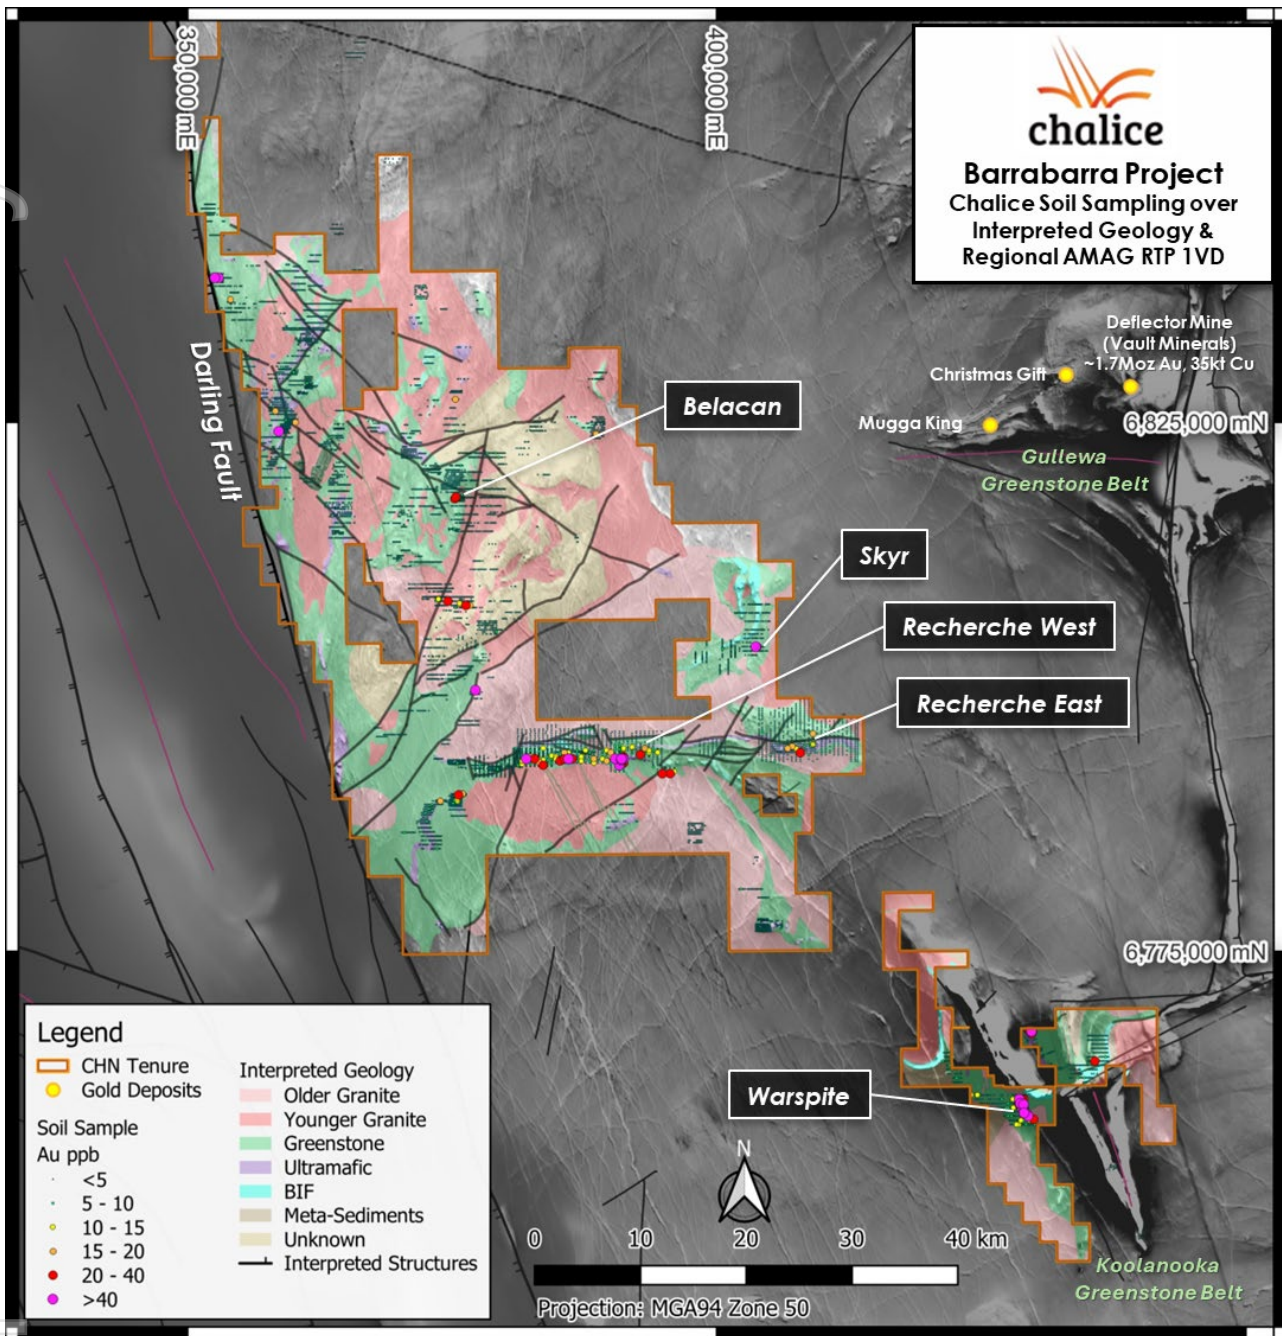 350,000 mE
400,000 mE
chalice
Barrabarra Project
Chalice Soil Sampling over
Interpreted Geology &
Regional AMAG RTP 1VD
Deflector Mine
(Vault Minerals)
~1.7Moz Au, 35kt Cu
Christmas Gift
Mugga King
6,825,000 mN
Gullewa
Greenstone Belt
Darling Fault
Belacan
Skyr
Recherche West
Recherche East
6,775,000 mN
Warspite
Koolanooka
Greenstone Belt
Legend
CHN Tenure
Gold Deposits
Soil Sample
Au ppb
<5
5 - 10
10 - 15
15 - 20
20 - 40
>40
Interpreted Geology
Older Granite
Younger Granite
Greenstone
Ultramafic
BIF
Meta-Sediments
Unknown
Interpreted Structures
N
0 10 20 30 40 km
Projection: MGA94 Zone 50